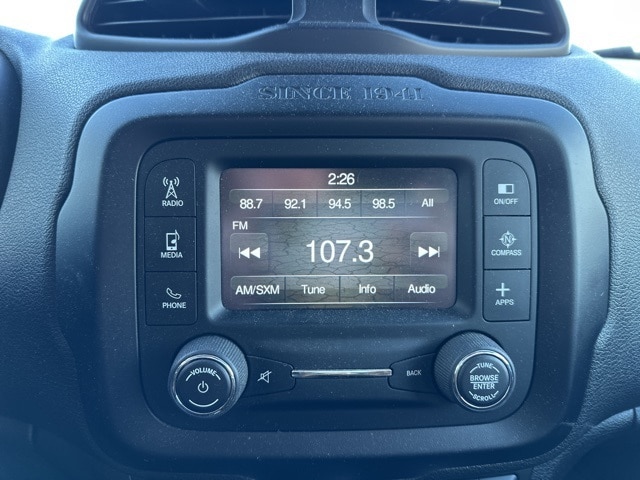 SINCE 1941
2:26
88.7 92.1 94.5 98.5 All
FM
107.3
AM/SXM Tune Info Audio
RADIO
MEDIA
PHONE
ON/OFF
N
COMPASS
APPS
VOLUME
BACK
TUNE
BROWSE
ENTER
SCROLL